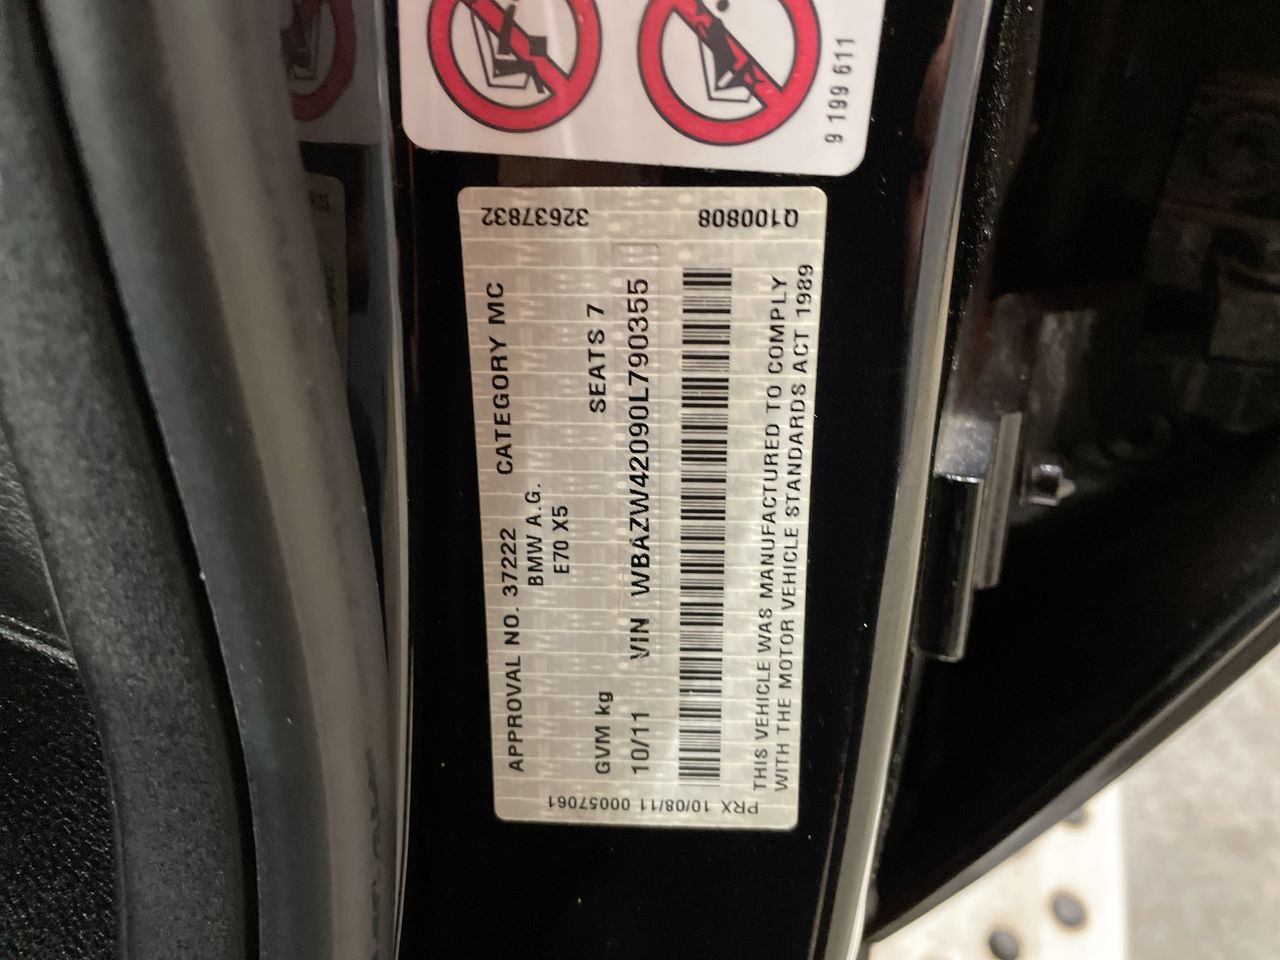 9 199 611
32637832
Q100808
APPROVAL NO. 37222 CATEGORY MC
BMW A.G.
E70 X5
GVM kg SEATS 7
10/11 VIN WBAZW42090L790355
THIS VEHICLE WAS MANUFACTURED TO COMPLY
WITH THE MOTOR VEHICLE STANDARDS ACT 1989
PRX 10/08/11 00057061